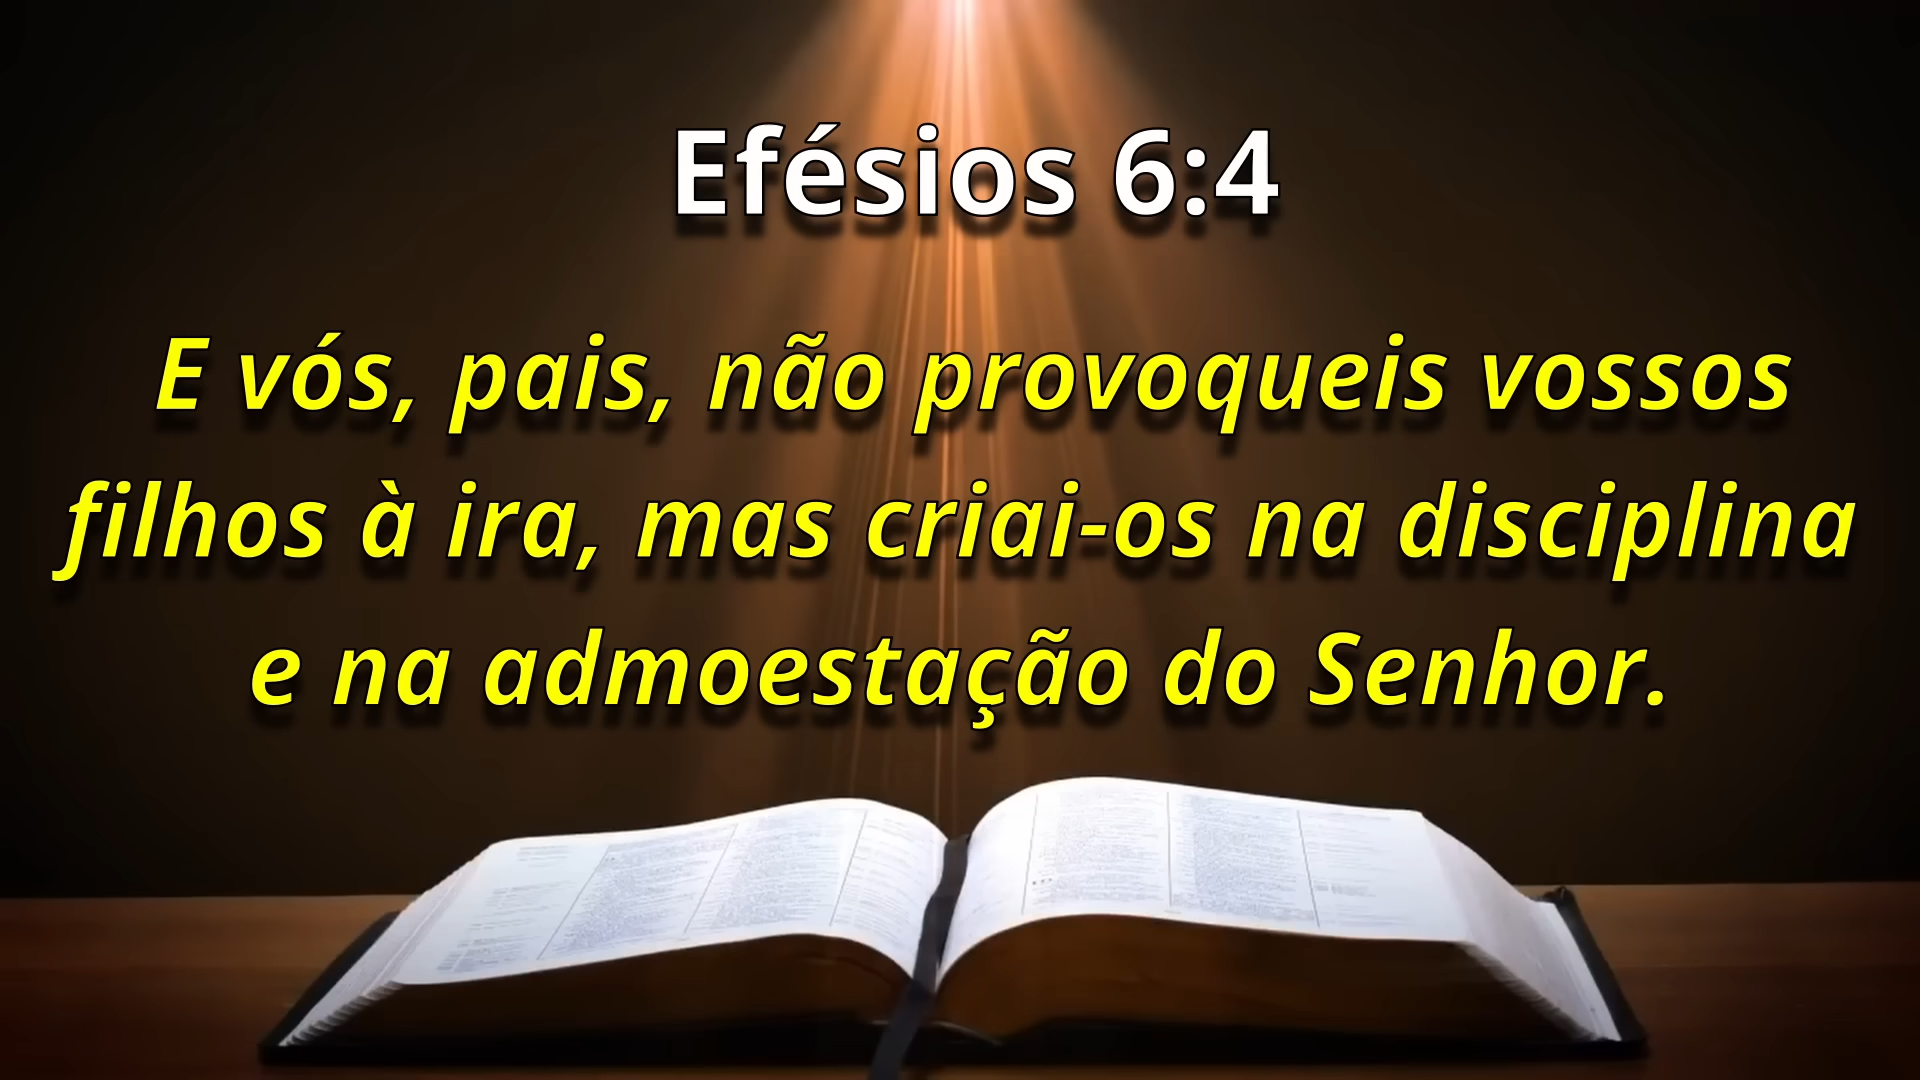 Efésios 6:4
E vós, pais, não provoqueis vossos
filhos à ira, mas criai-os na disciplina
e na admoestação do Senhor.